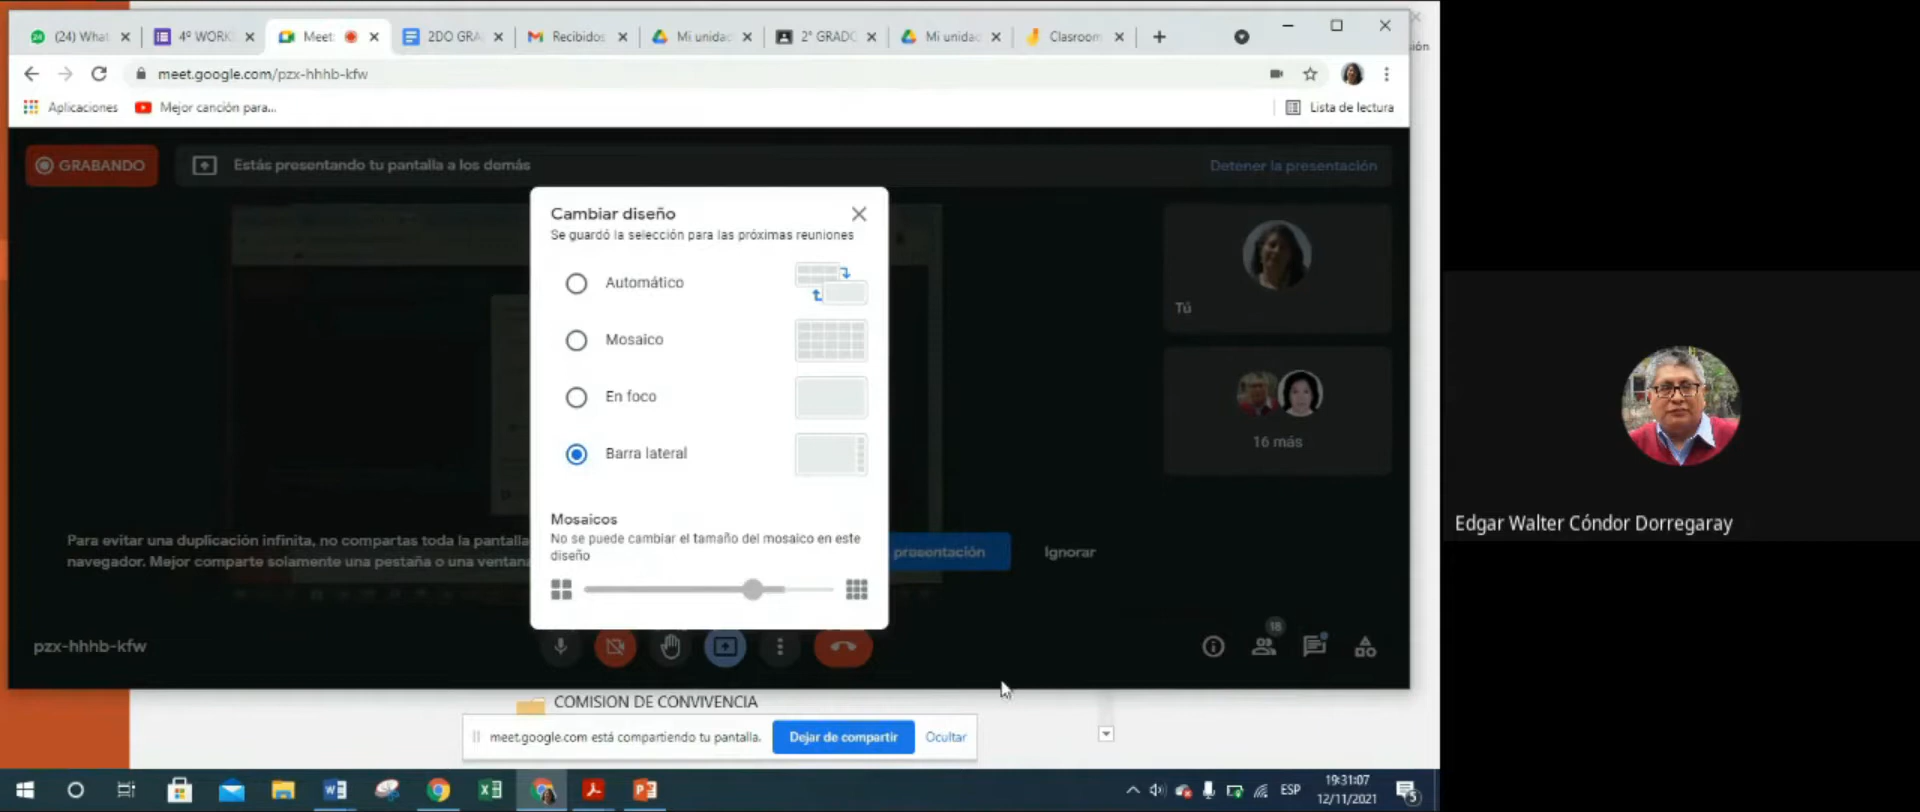 (24) What
4º WORK
Meet:
2DO GRA
Recibidos
Mi unidad
2° GRADO
Mi unidad
Clasroom
meet.google.com/pzx-hhhb-kfw
Aplicaciones
Mejor canción para...
Lista de lectura
GRABANDO
Estás presentando tu pantalla a los demás
Detener la presentación
Cambiar diseño
Se guardó la selección para las próximas reuniones
Automático
Mosaico
En foco
Barra lateral
Mosaicos
No se puede cambiar el tamaño del mosaico en este
diseño
Tú
16 más
Para evitar una duplicación infinita, no compartas toda la pantalla
navegador. Mejor comparte solamente una pestaña o una ventana
presentación
Ignorar
pzx-hhhb-kfw
18
Edgar Walter Cóndor Dorregaray
COMISION DE CONVIVENCIA
meet.google.com está compartiendo tu pantalla.
Dejar de compartir
Ocultar
ESP
19:31:07
12/11/2021
5